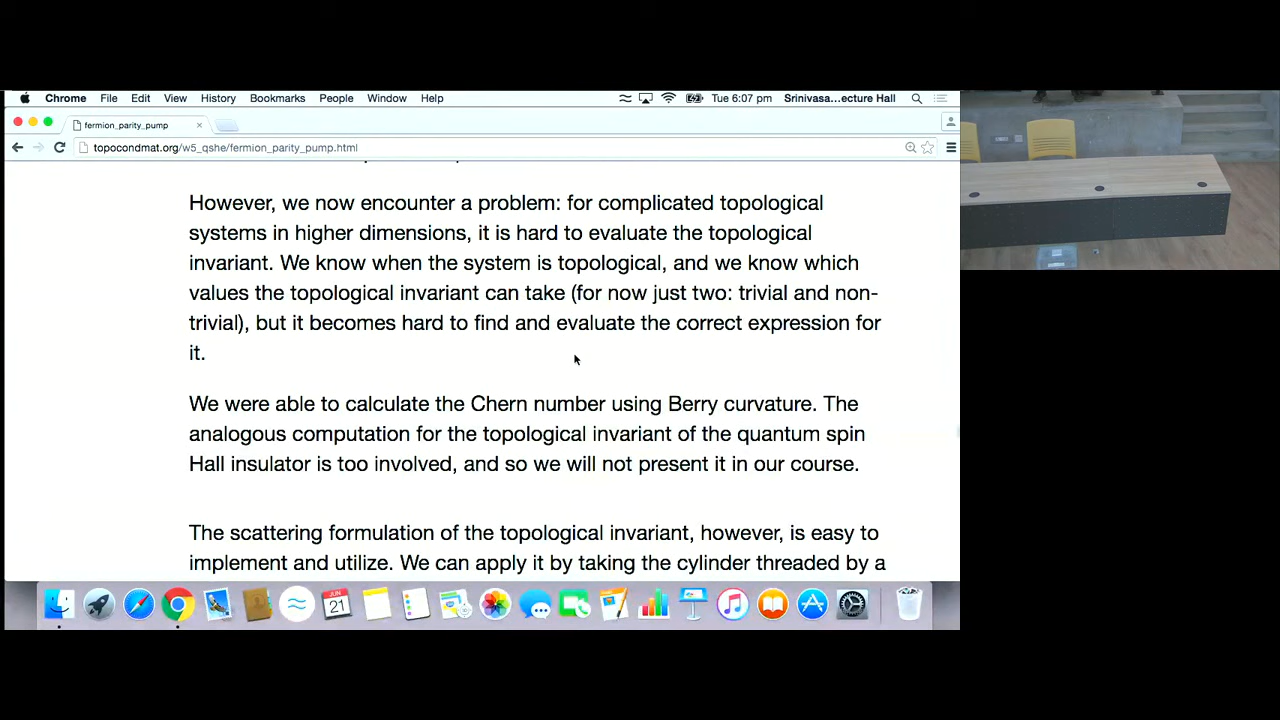 Chrome File Edit View History Bookmarks People Window Help Tue 6:07 pm Srinivasa...ecture Hall
fermion_parity_pump
topocondmat.org/w5_qshe/fermion_parity_pump.html
However, we now encounter a problem: for complicated topological
systems in higher dimensions, it is hard to evaluate the topological
invariant. We know when the system is topological, and we know which
values the topological invariant can take (for now just two: trivial and non-
trivial), but it becomes hard to find and evaluate the correct expression for
it.
We were able to calculate the Chern number using Berry curvature. The
analogous computation for the topological invariant of the quantum spin
Hall insulator is too involved, and so we will not present it in our course.
The scattering formulation of the topological invariant, however, is easy to
implement and utilize. We can apply it by taking the cylinder threaded by a
JUN
21